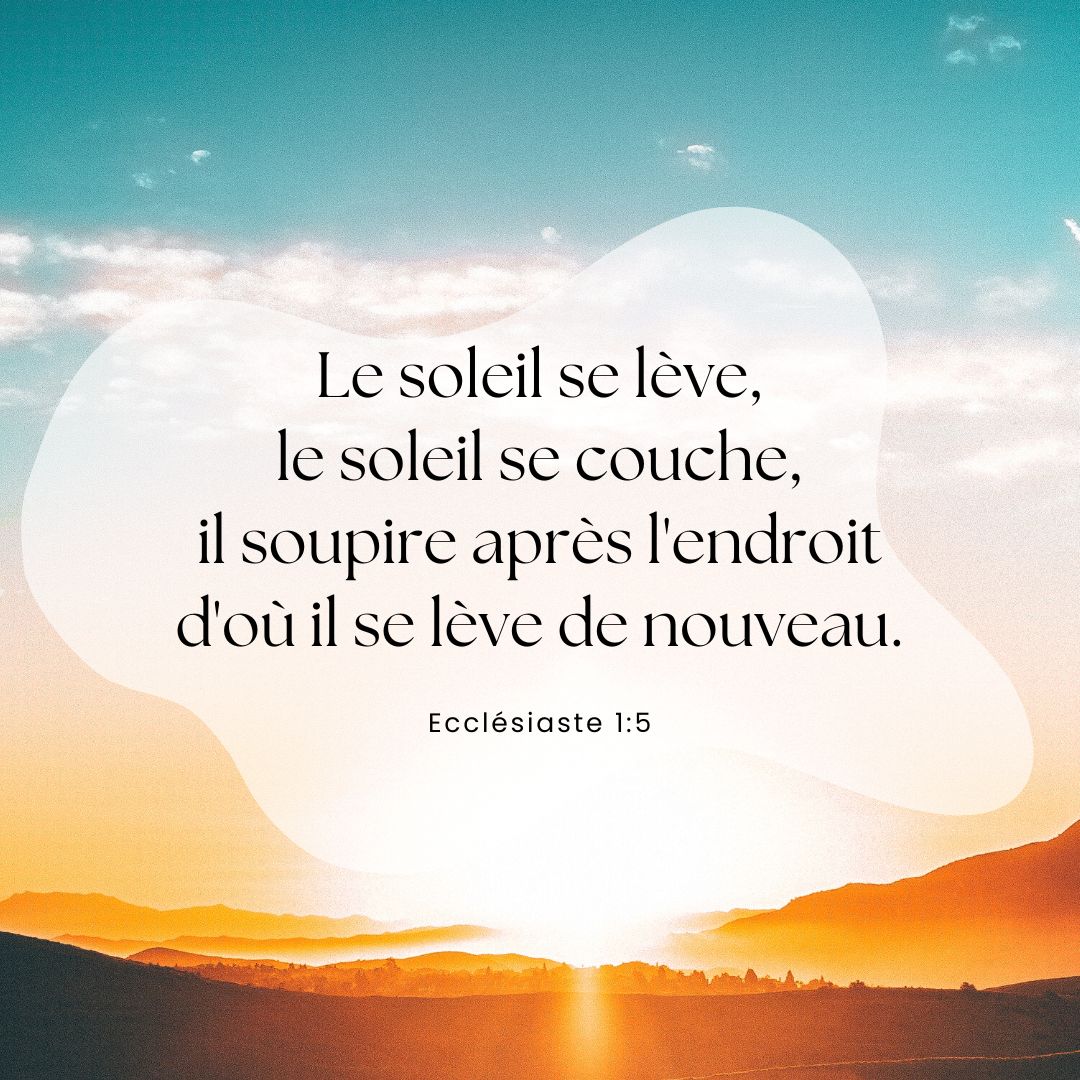 Le soleil se lève,
le soleil se couche,
il soupire après l'endroit
d'où il se lève de nouveau.
Ecclésiaste 1:5